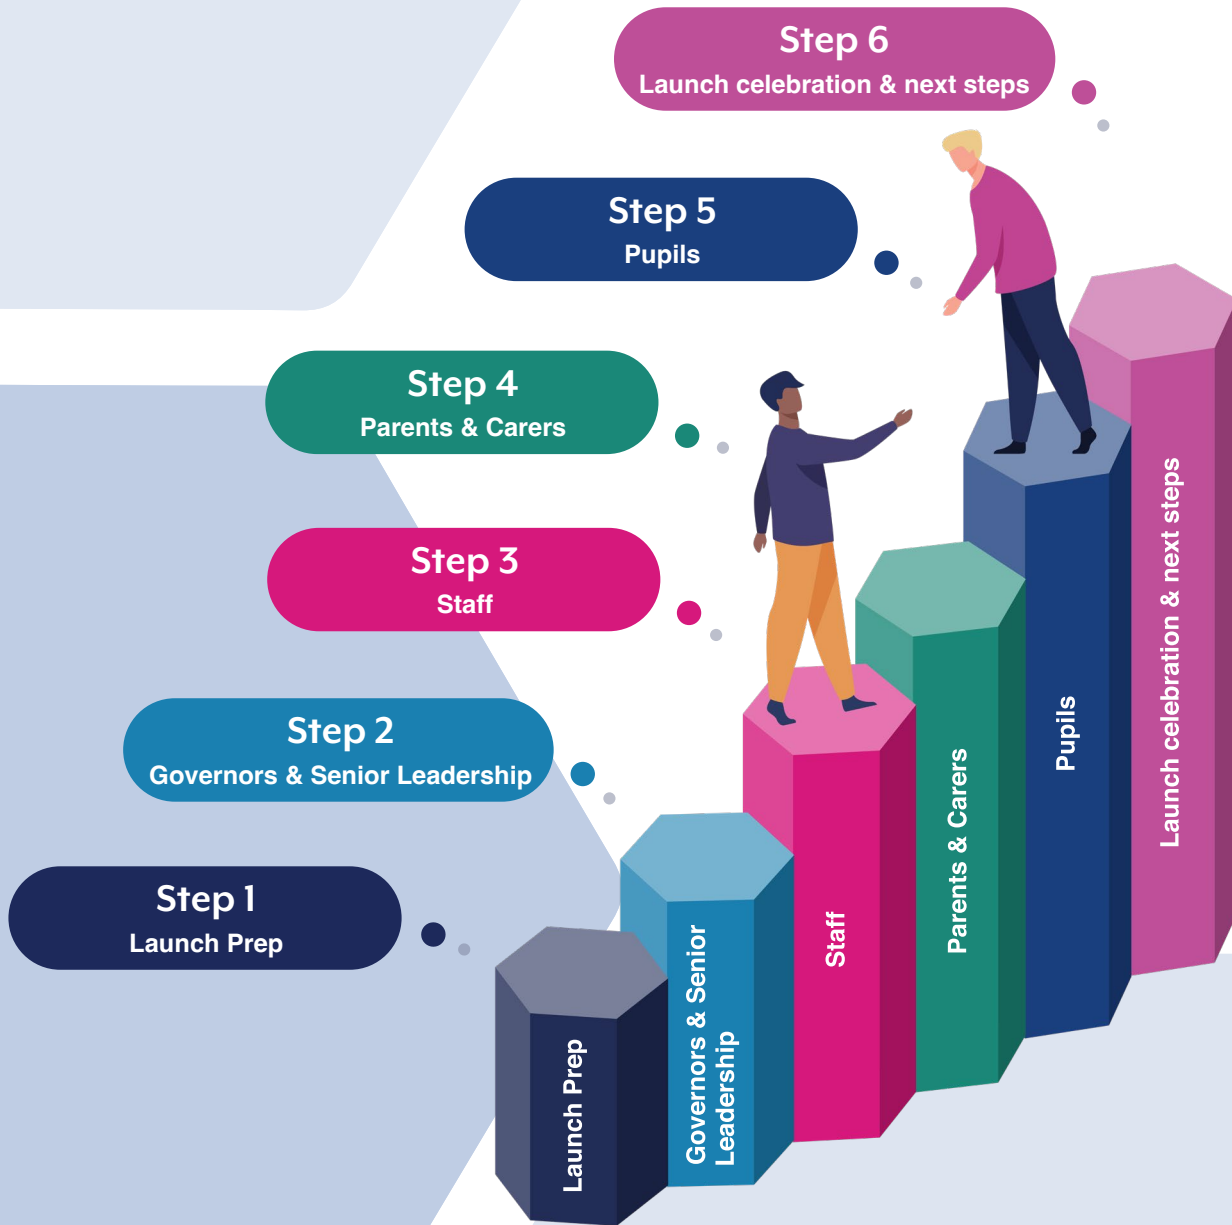 Step 6
Launch celebration & next steps
Step 5
Pupils
Step 4
Parents & Carers
Step 3
Staff
Step 2
Governors & Senior Leadership
Step 1
Launch Prep
Launch Prep
Governors & Senior
Leadership
Staff
Parents & Carers
Pupils
Launch celebration & next steps